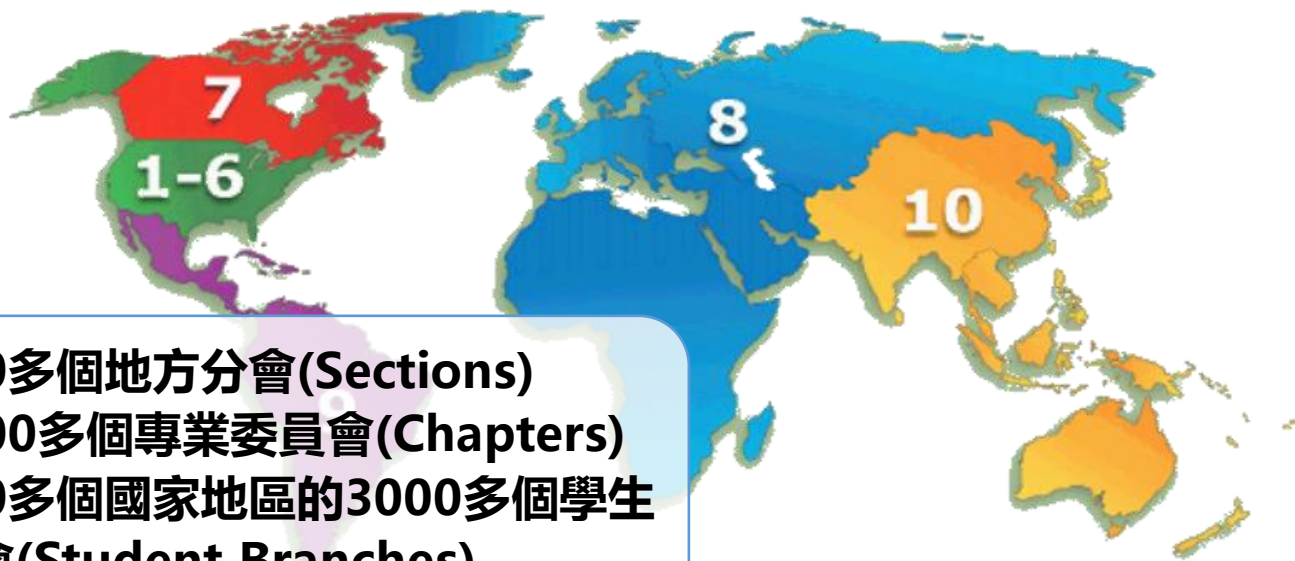 7
8
1-6
10
9
0多個地方分會(Sections)
00多個專業委員會(Chapters)
0多個國家地區的3000多個學生
會(Student Branches)